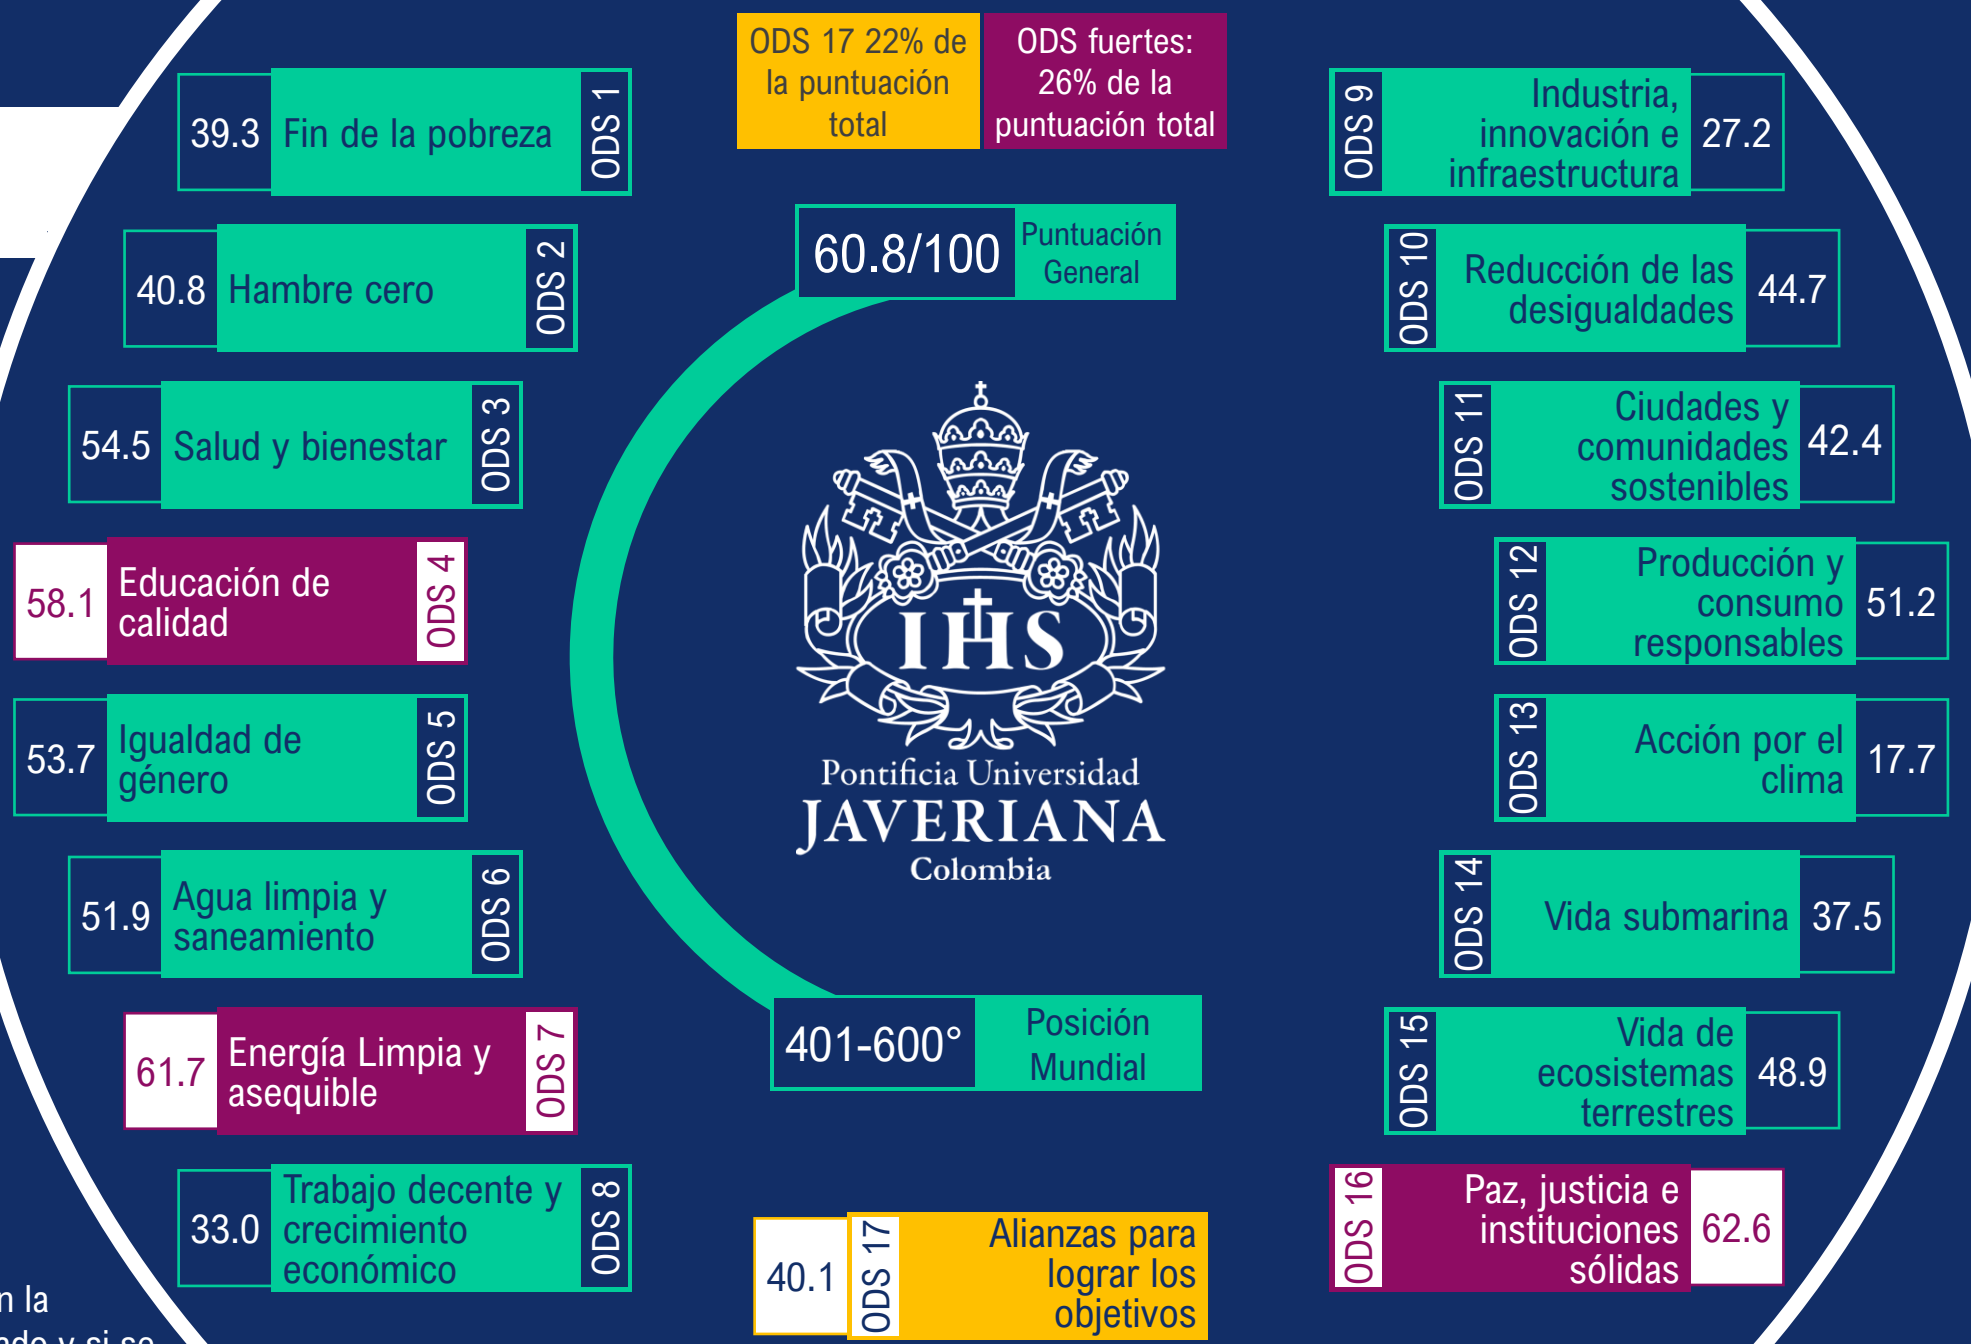 ODS 17 22% de
la puntuación
total
ODS fuertes:
26% de la
puntuación total
39.3
Fin de la pobreza
ODS 1
40.8
Hambre cero
ODS 2
54.5
Salud y bienestar
ODS 3
58.1
Educación de
calidad
ODS 4
53.7
Igualdad de
género
ODS 5
51.9
Agua limpia y
saneamiento
ODS 6
61.7
Energía Limpia y
asequible
ODS 7
33.0
Trabajo decente y
crecimiento
económico
ODS 8
60.8/100
Puntuación
General
IHS
Pontificia Universidad
JAVERIANA
Colombia
401-600°
Posición
Mundial
40.1
ODS 17
Alianzas para
lograr los
objetivos
ODS 9
Industria,
innovación e
infraestructura
27.2
ODS 10
Reducción de las
desigualdades
44.7
ODS 11
Ciudades y
comunidades
sostenibles
42.4
ODS 12
Producción y
consumo
responsables
51.2
ODS 13
Acción por el
clima
17.7
ODS 14
Vida submarina
37.5
ODS 15
Vida de
ecosistemas
terrestres
48.9
ODS 16
Paz, justicia e
instituciones
sólidas
62.6
la
y si se